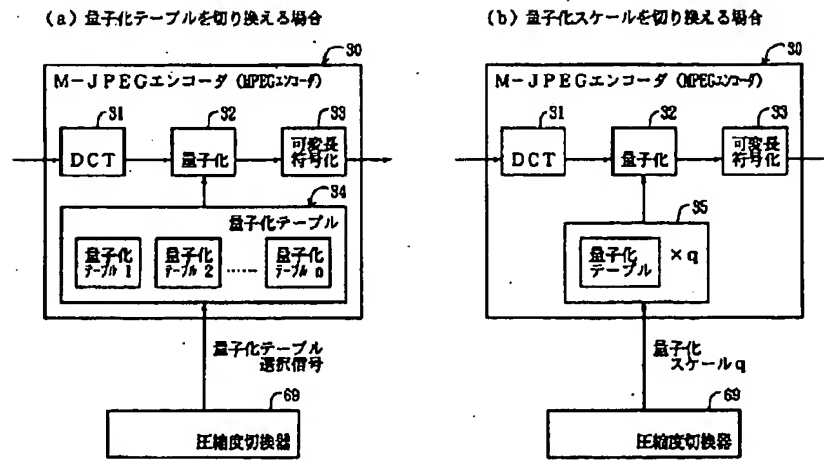 (a) 量子化テーブルを切り換える場合
30
M－JPEGエンコーダ (MPEGエンコーダ)
31
32
33
DCT
量子化
可変長
符号化
34
量子化テーブル
量子化
テーブル 1
量子化
テーブル 2
……
量子化
テーブル n
量子化テーブル
選択信号
69
圧縮度切換器
(b) 量子化スケールを切り換える場合
30
M－JPEGエンコーダ (MPEGエンコーダ)
31
32
33
DCT
量子化
可変長
符号化
35
量子化
テーブル
×q
量子化
スケールq
69
圧縮度切換器